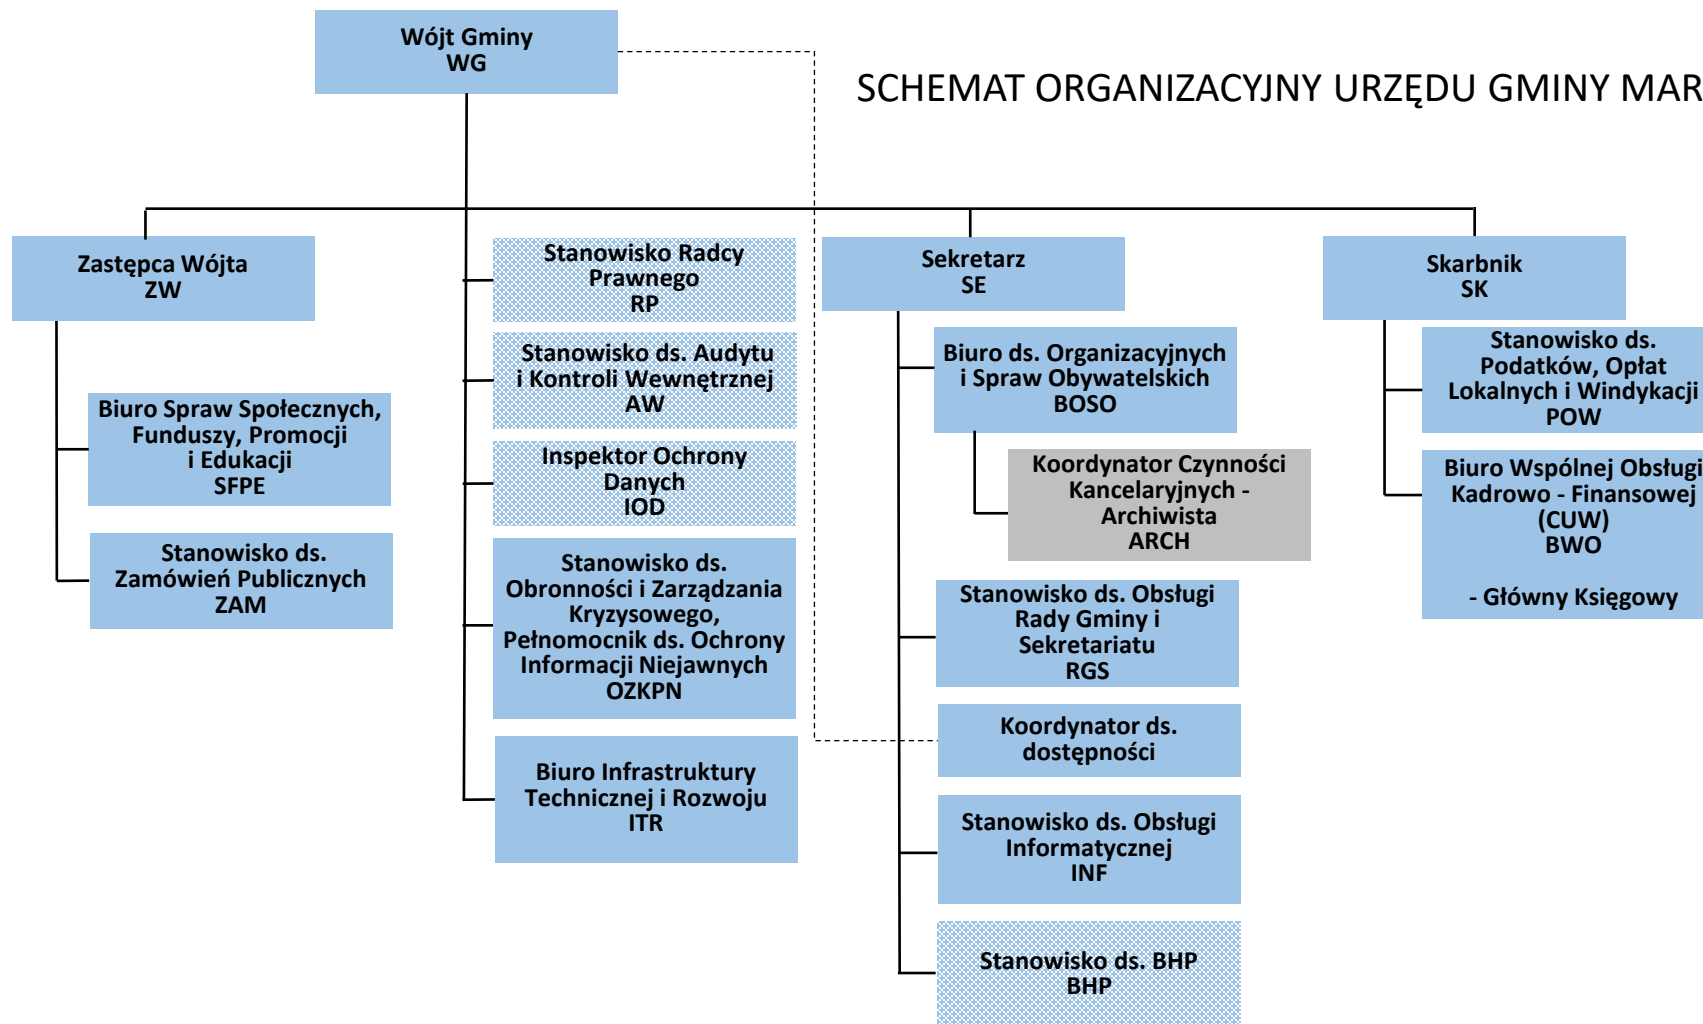 Wójt Gminy
WG
SCHEMAT ORGANIZACYJNY URZĘDU GMINY MAR
Zastępca Wójta
ZW
Biuro Spraw Społecznych,
Funduszy, Promocji
i Edukacji
SFPE
Stanowisko ds.
Zamówień Publicznych
ZAM
Stanowisko Radcy
Prawnego
RP
Stanowisko ds. Audytu
i Kontroli Wewnętrznej
AW
Inspektor Ochrony
Danych
IOD
Stanowisko ds.
Obronności i Zarządzania
Kryzysowego,
Pełnomocnik ds. Ochrony
Informacji Niejawnych
OZKPN
Biuro Infrastruktury
Technicznej i Rozwoju
ITR
Sekretarz
SE
Biuro ds. Organizacyjnych
i Spraw Obywatelskich
BOSO
Koordynator Czynności
Kancelaryjnych -
Archiwista
ARCH
Stanowisko ds. Obsługi
Rady Gminy i
Sekretariatu
RGS
Koordynator ds.
dostępności
Stanowisko ds. Obsługi
Informatycznej
INF
Stanowisko ds. BHP
BHP
Skarbnik
SK
Stanowisko ds.
Podatków, Opłat
Lokalnych i Windykacji
POW
Biuro Wspólnej Obsługi
Kadrowo - Finansowej
(CUW)
BWO
- Główny Księgowy